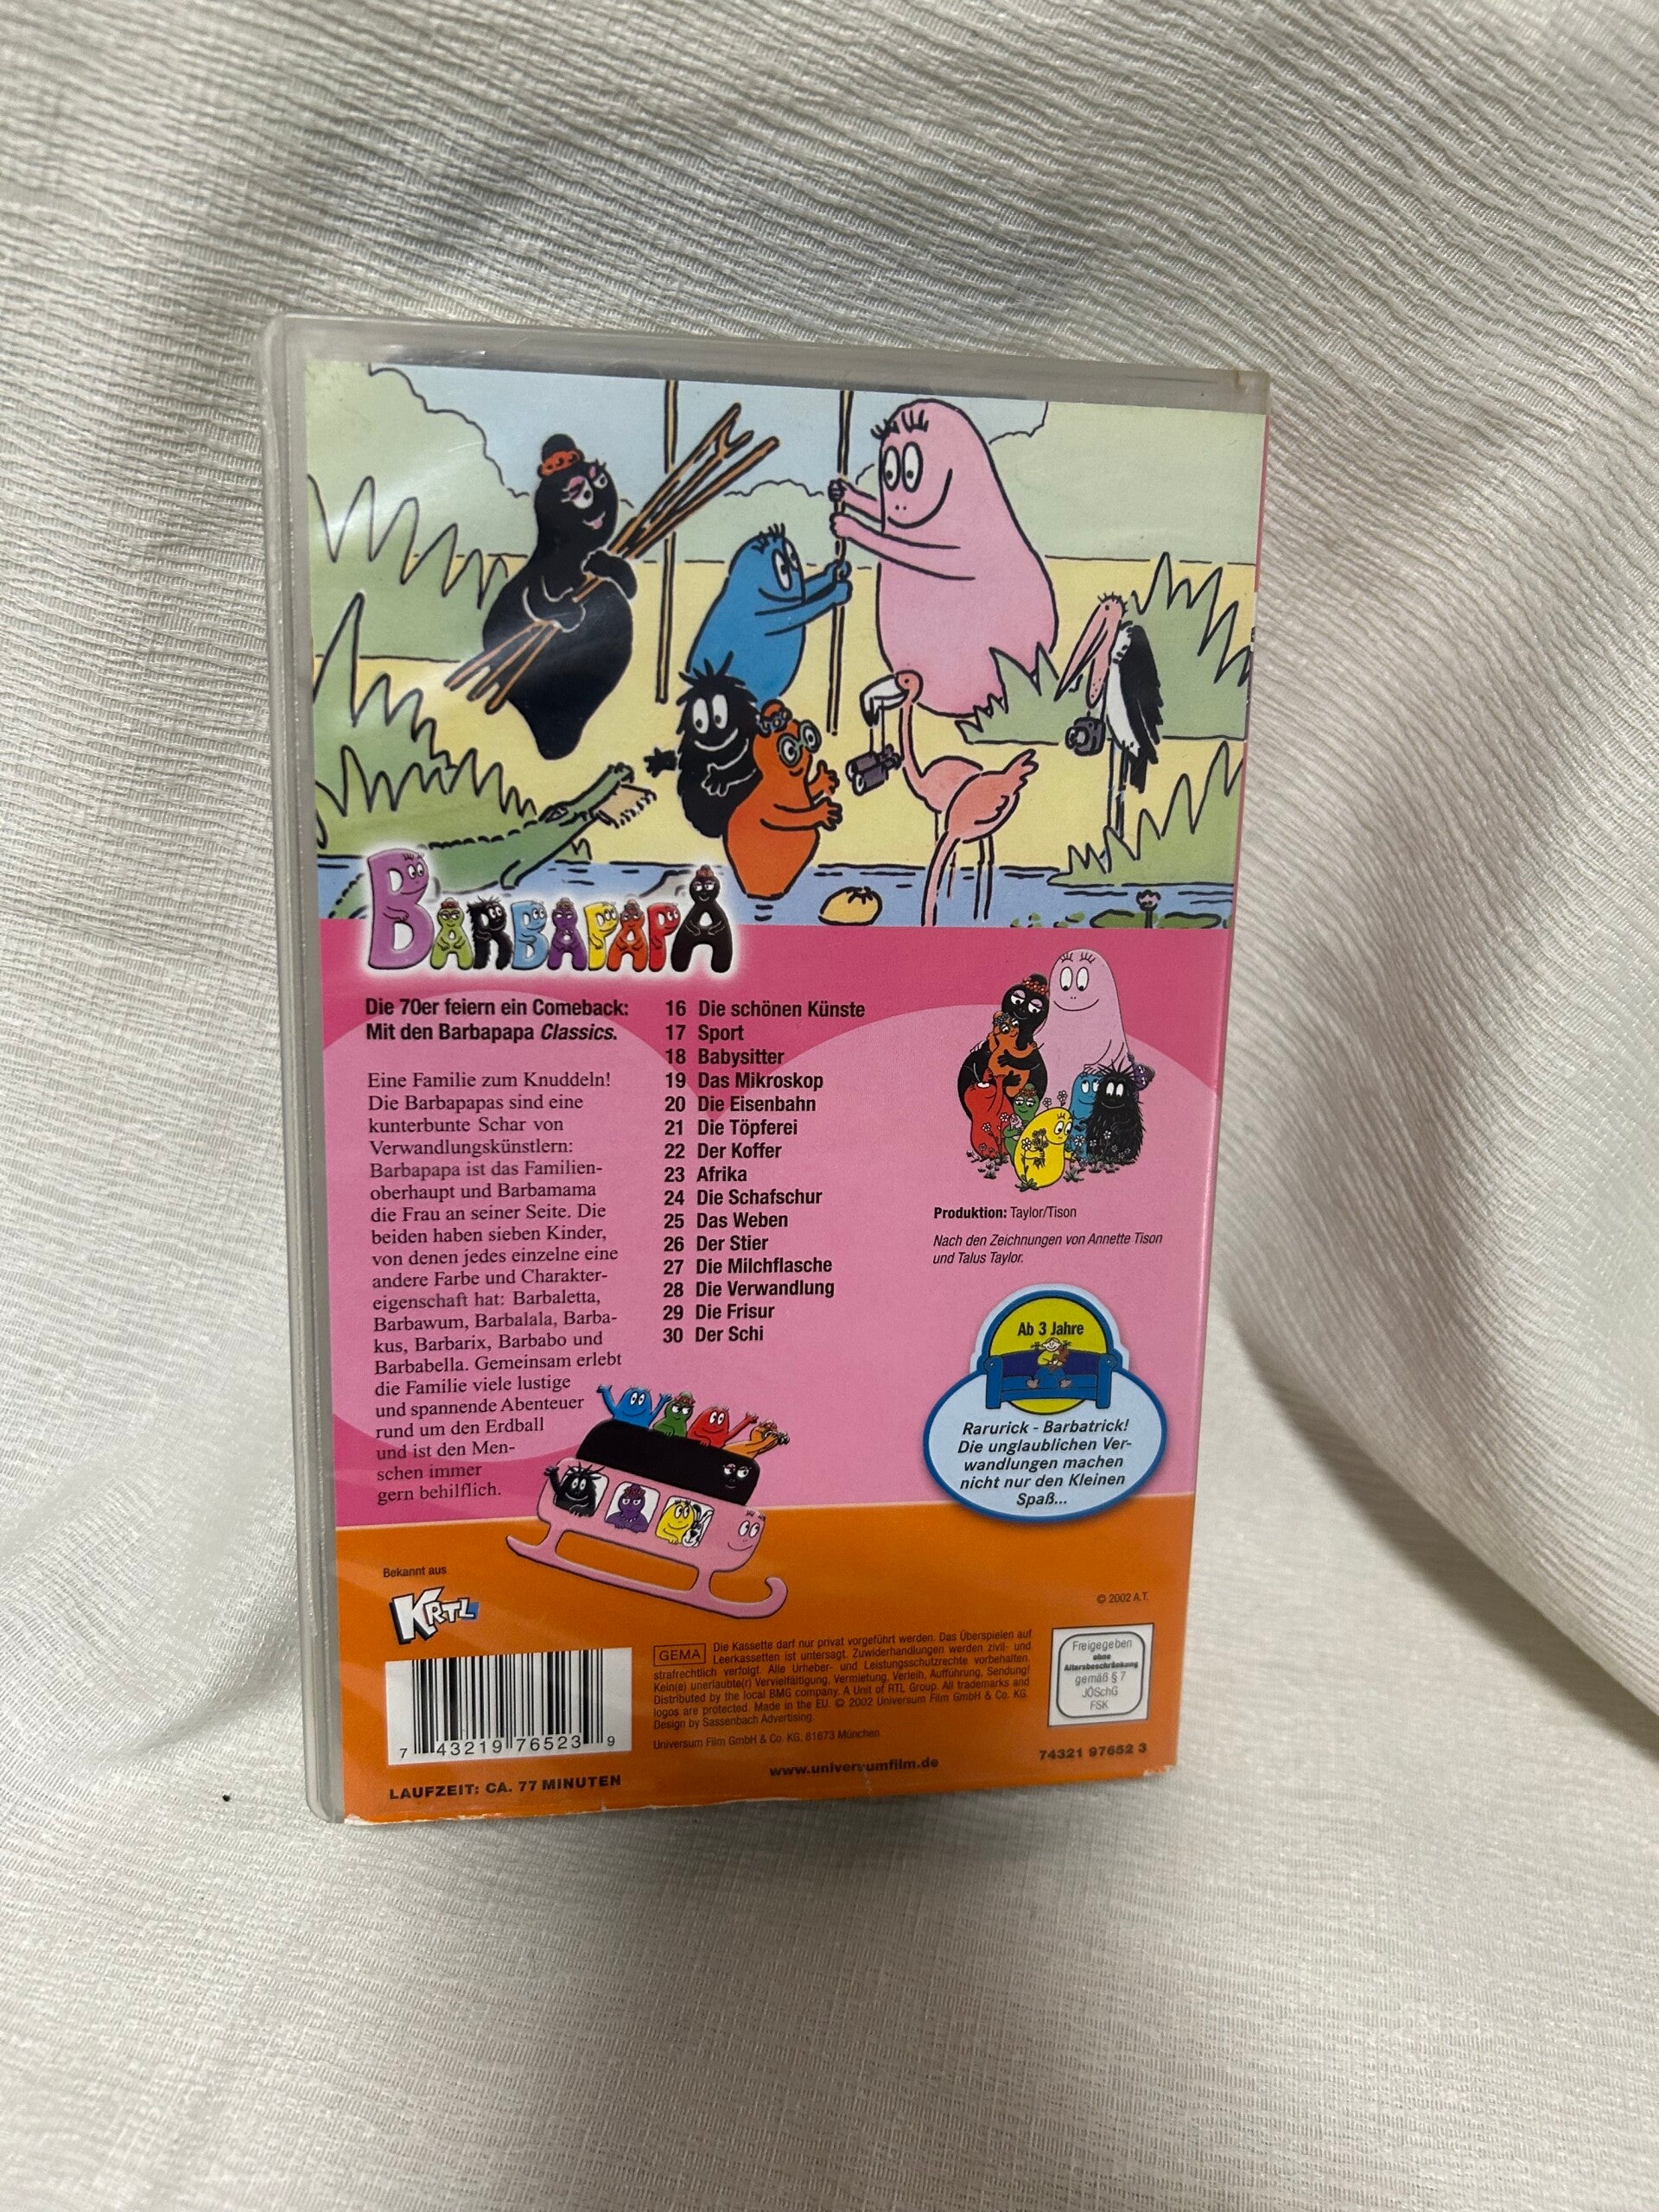 BARBAPAPA
Die 70er feiern ein Comeback:
Mit den Barbapapa Classics.
Eine Familie zum Knuddeln!
Die Barbapapas sind eine
kunterbunte Schar von
Verwandlungskünstlern:
Barbapapa ist das Familien-
oberhaupt und Barbamama
die Frau an seiner Seite. Die
beiden haben sieben Kinder,
von denen jedes einzelne eine
andere Farbe und Charakter-
eigenschaft hat: Barbaletta,
Barbawum, Barbalala, Barba-
kus, Barbarix, Barbabo und
Barbabella. Gemeinsam erlebt
die Familie viele lustige
und spannende Abenteuer
rund um den Erdball
und ist den Men-
schen immer
gern behilflich.
16 Die schönen Künste
17 Sport
18 Babysitter
19 Das Mikroskop
20 Die Eisenbahn
21 Die Töpferei
22 Der Koffer
23 Afrika
24 Die Schafschur
25 Das Weben
26 Der Stier
27 Die Milchflasche
28 Die Verwandlung
29 Die Frisur
30 Der Schi
Produktion: Taylor/Tison
Nach den Zeichnungen von Annette Tison
und Talus Taylor.
Ab 3 Jahre
Rarurick - Barbatrick!
Die unglaublichen Ver-
wandlungen machen
nicht nur den Kleinen
Spaß...
Bekannt aus
KRTL
© 2002 A.T.
7 43219 76523 9
LAUFZEIT: CA. 77 MINUTEN
GEMA
Die Kassette darf nur privat vorgeführt werden. Das Überspielen auf
Leerkassetten ist untersagt. Zuwiderhandlungen werden zivil- und
strafrechtlich verfolgt. Alle Urheber- und Leistungsschutzrechte vorbehalten.
Kein(e) unerlaubte(r) Vervielfältigung, Vermietung, Verleih, Aufführung, Sendung!
Distributed by the local BMG company. A Unit of RTL Group. All trademarks and
logos are protected. Made in the EU. © 2002 Universum Film GmbH & Co. KG.
Design by Sassenbach Advertising.
Universum Film GmbH & Co. KG, 81673 München
www.universumfilm.de
Freigegeben
ohne
Altersbeschränkung
gemäß § 7
JÖSchG
FSK
74321 97652 3